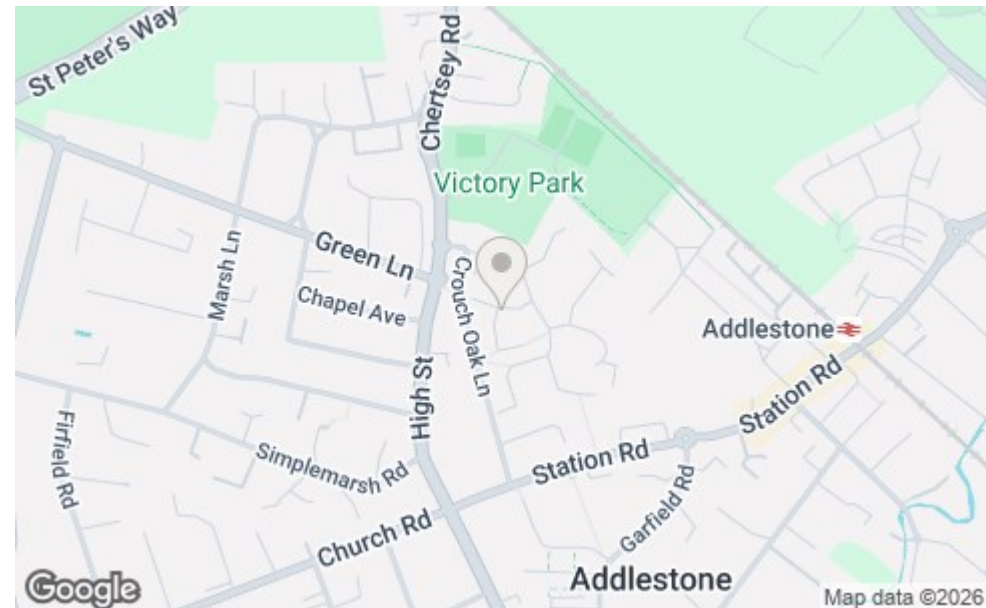 St Peter's Way
Chertsey Rd
Victory Park
Green Ln
Marsh Ln
Chapel Ave
Crouch Oak Ln
Addlestone
High St
Station Rd
Firfield Rd
Simplemarsh Rd
Station Rd
Garfield Rd
Church Rd
Addlestone
Google
Map data ©2026